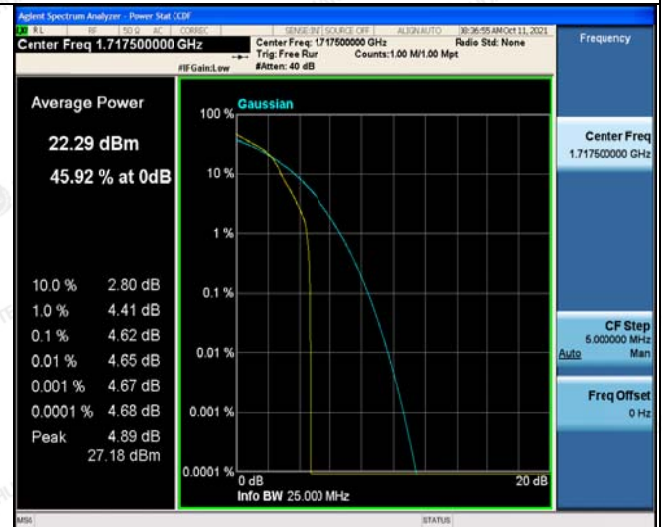 Agilent Spectrum Analyzer - Power Stat CCDF
RL RF 50 Ω AC CORREC SENSE:INT SOURCE OFF ALIGN AUTO 10:36:55 AM Oct 11, 2021
Center Freq 1.717500000 GHz
Center Freq: 1.717500000 GHz Radio Std: None
Trig: Free Run Counts:1.00 M/1.00 Mpt
#IFGain:Low #Atten: 40 dB
Frequency
Average Power
22.29 dBm
45.92 % at 0dB
10.0 % 2.80 dB
1.0 % 4.41 dB
0.1 % 4.62 dB
0.01 % 4.65 dB
0.001 % 4.67 dB
0.0001 % 4.68 dB
Peak 4.89 dB
27.18 dBm
Gaussian
100 %
10 %
1 %
0.1 %
0.01 %
0.001 %
0.0001 %
0 dB 20 dB
Info BW 25.000 MHz
Center Freq
1.717500000 GHz
CF Step
5.000000 MHz
Auto Man
Freq Offset
0 Hz
MSG STATUS